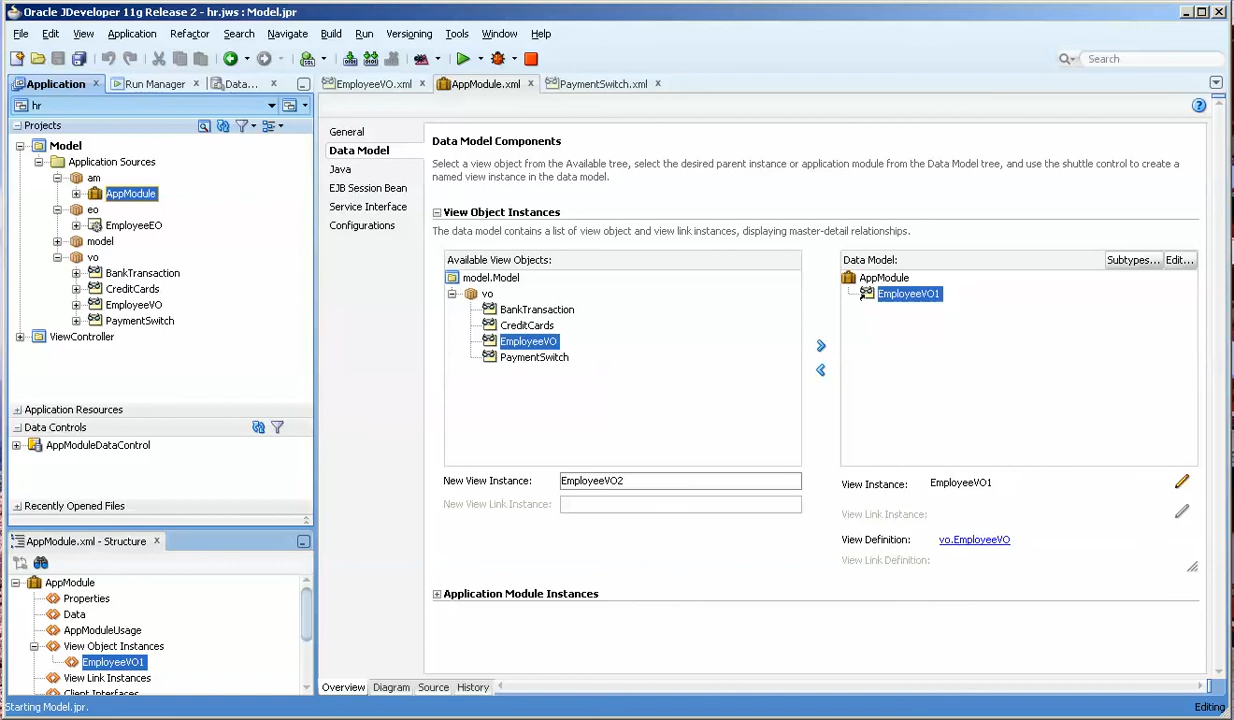 Oracle JDeveloper 11g Release 2 - hr.jws : Model.jpr
File Edit View Application Refactor Search Navigate Build Run Versioning Tools Window Help
Search
Application Run Manager Data...
EmployeeVO.xml AppModule.xml PaymentSwitch.xml
hr
Projects
Model
Application Sources
am
AppModule
eo
EmployeeEO
model
vo
BankTransaction
CreditCards
EmployeeVO
PaymentSwitch
ViewController
Application Resources
Data Controls
AppModuleDataControl
Recently Opened Files
AppModule.xml - Structure
AppModule
Properties
Data
AppModuleUsage
View Object Instances
EmployeeVO1
View Link Instances
Client Interfaces
General
Data Model
Java
EJB Session Bean
Service Interface
Configurations
Data Model Components
Select a view object from the Available tree, select the desired parent instance or application module from the Data Model tree, and use the shuttle control to create a
named view instance in the data model.
View Object Instances
The data model contains a list of view object and view link instances, displaying master-detail relationships.
Available View Objects:
model.Model
vo
BankTransaction
CreditCards
EmployeeVO
PaymentSwitch
Data Model: Subtypes... Edit...
AppModule
EmployeeVO1
New View Instance: EmployeeVO2
New View Link Instance:
View Instance: EmployeeVO1
View Link Instance:
View Definition: vo.EmployeeVO
View Link Definition:
Application Module Instances
Overview Diagram Source History
Starting Model.jpr.
Editing